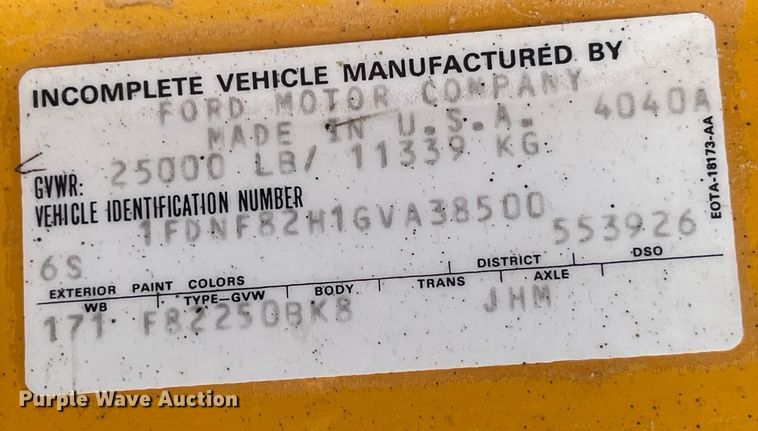 INCOMPLETE VEHICLE MANUFACTURED BY
FORD MOTOR COMPANY
MADE IN U.S.A. 4040A
GVWR: 25000 LB/ 11339 KG
VEHICLE IDENTIFICATION NUMBER
1FDNF82H1GVA38500
553926
6S
EXTERIOR PAINT COLORS DISTRICT DSO
WB TYPE-GVW BODY TRANS AXLE
171 F82250BK8 JHM
EOTA-18173-AA
Purple Wave Auction